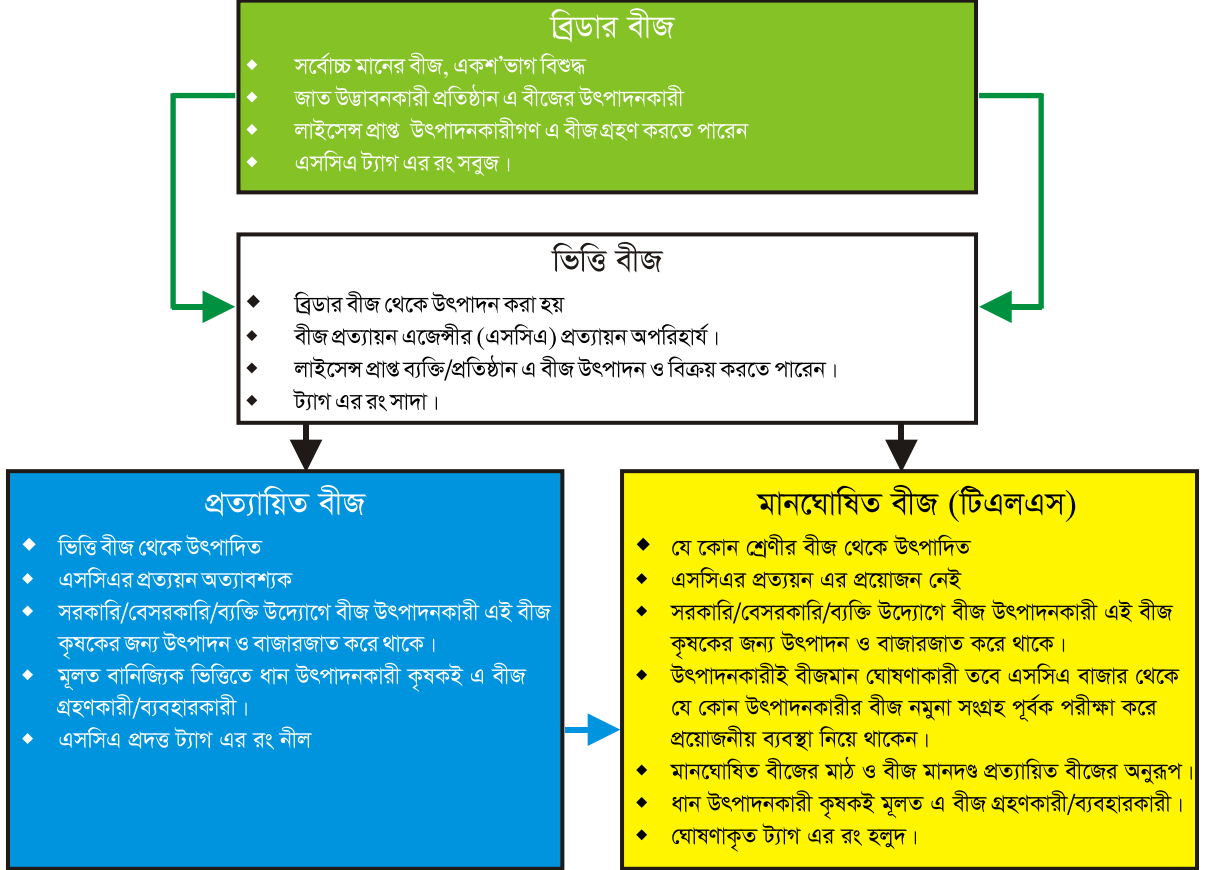 ব্রিডার বীজ
◆ সর্বোচ্চ মানের বীজ, একশ'ভাগ বিশুদ্ধ
◆ জাত উদ্ভাবনকারী প্রতিষ্ঠান এ বীজের উৎপাদনকারী
◆ লাইসেন্স প্রাপ্ত উৎপাদনকারীগণ এ বীজ গ্রহণ করতে পারেন
◆ এসসিএ ট্যাগ এর রং সবুজ।
ভিত্তি বীজ
◆ ব্রিডার বীজ থেকে উৎপাদন করা হয়
◆ বীজ প্রত্যায়ন এজেন্সীর (এসসিএ) প্রত্যায়ন অপরিহার্য।
◆ লাইসেন্স প্রাপ্ত ব্যক্তি/প্রতিষ্ঠান এ বীজ উৎপাদন ও বিক্রয় করতে পারেন।
◆ ট্যাগ এর রং সাদা।
প্রত্যায়িত বীজ
◆ ভিত্তি বীজ থেকে উৎপাদিত
◆ এসসিএর প্রত্যয়ন অত্যাবশ্যক
◆ সরকারি/বেসরকারি/ব্যক্তি উদ্যোগে বীজ উৎপাদনকারী এই বীজ
কৃষকের জন্য উৎপাদন ও বাজারজাত করে থাকে।
◆ মূলত বানিজ্যিক ভিত্তিতে ধান উৎপাদনকারী কৃষকই এ বীজ
গ্রহণকারী/ব্যবহারকারী।
◆ এসসিএ প্রদত্ত ট্যাগ এর রং নীল
মানঘোষিত বীজ (টিএলএস)
◆ যে কোন শ্রেণীর বীজ থেকে উৎপাদিত
◆ এসসিএর প্রত্যয়ন এর প্রয়োজন নেই
◆ সরকারি/বেসরকারি/ব্যক্তি উদ্যোগে বীজ উৎপাদনকারী এই বীজ
কৃষকের জন্য উৎপাদন ও বাজারজাত করে থাকে।
◆ উৎপাদনকারীই বীজমান ঘোষণাকারী তবে এসসিএ বাজার থেকে
যে কোন উৎপাদনকারীর বীজ নমুনা সংগ্রহ পূর্বক পরীক্ষা করে
প্রয়োজনীয় ব্যবস্থা নিয়ে থাকেন।
◆ মানঘোষিত বীজের মাঠ ও বীজ মানদণ্ড প্রত্যায়িত বীজের অনুরূপ।
◆ ধান উৎপাদনকারী কৃষকই মূলত এ বীজ গ্রহণকারী/ব্যবহারকারী।
◆ ঘোষণাকৃত ট্যাগ এর রং হলুদ।